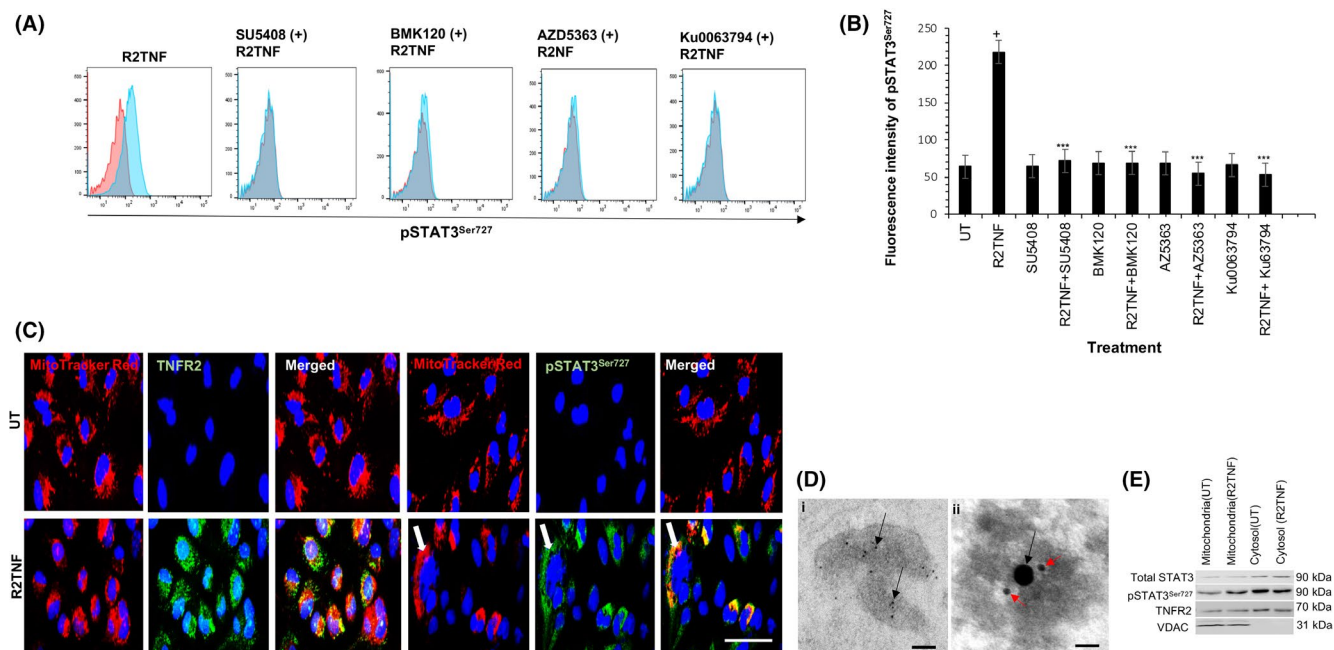 (A)
R2TNF
SU5408 (+)
R2TNF
BMK120 (+)
R2TNF
AZD5363 (+)
R2NF
Ku0063794 (+)
R2TNF
pSTAT3Ser727
(B)
Fluorescence intensity of pSTAT3Ser727
250
200
150
100
50
0
+
***
***
***
***
UT
R2TNF
SU5408
R2TNF+SU5408
BMK120
R2TNF+BMK120
AZ5363
R2TNF+AZ5363
Ku0063794
R2TNF+ Ku63794
Treatment
(C)
MitoTracker Red
TNFR2
Merged
MitoTracker Red
pSTAT3Ser727
Merged
UT
R2TNF
(D)
i
ii
(E)
Mitochondria(UT)
Mitochondria(R2TNF)
Cytosol(UT)
Cytosol (R2TNF)
Total STAT3 90 kDa
pSTAT3Ser727 90 kDa
TNFR2 70 kDa
VDAC 31 kDa